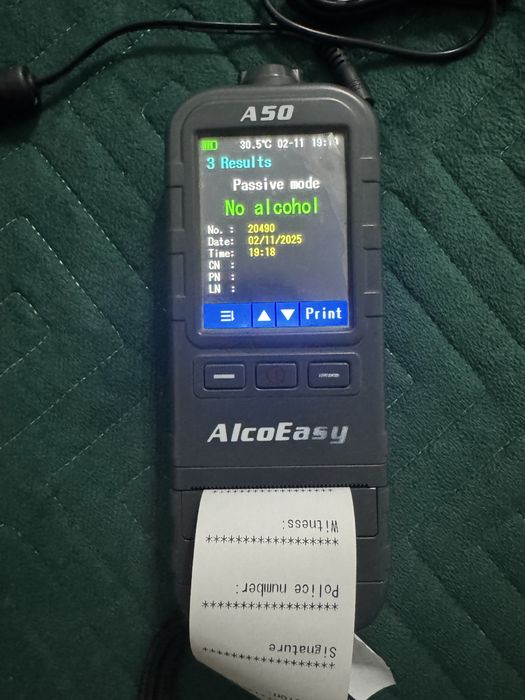 A50
30.5℃ 02-11 19:1
3 Results
Passive mode
No alcohol
No. : 20490
Date: 02/11/2025
Time: 19:18
CN :
PN :
LN :
Print
AlcoEasy
*****************
Witness:
*****************
Police number:
*****************
Signature
*****************